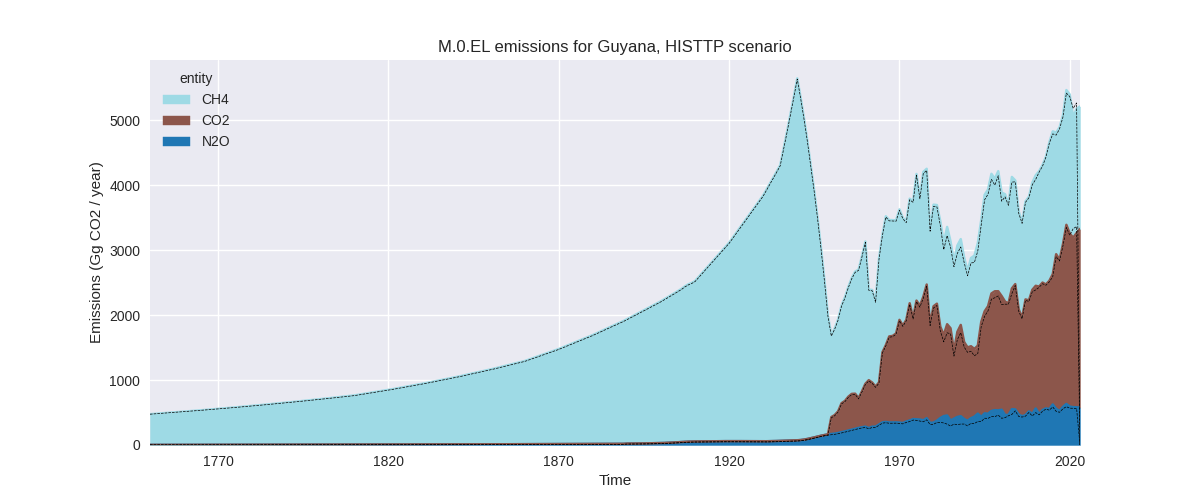 M.0.EL emissions for Guyana, HISTTP scenario
entity
CH4
CO2
N2O
Emissions (Gg CO2 / year)
5000
4000
3000
2000
1000
0
1770
1820
1870
1920
1970
2020
Time